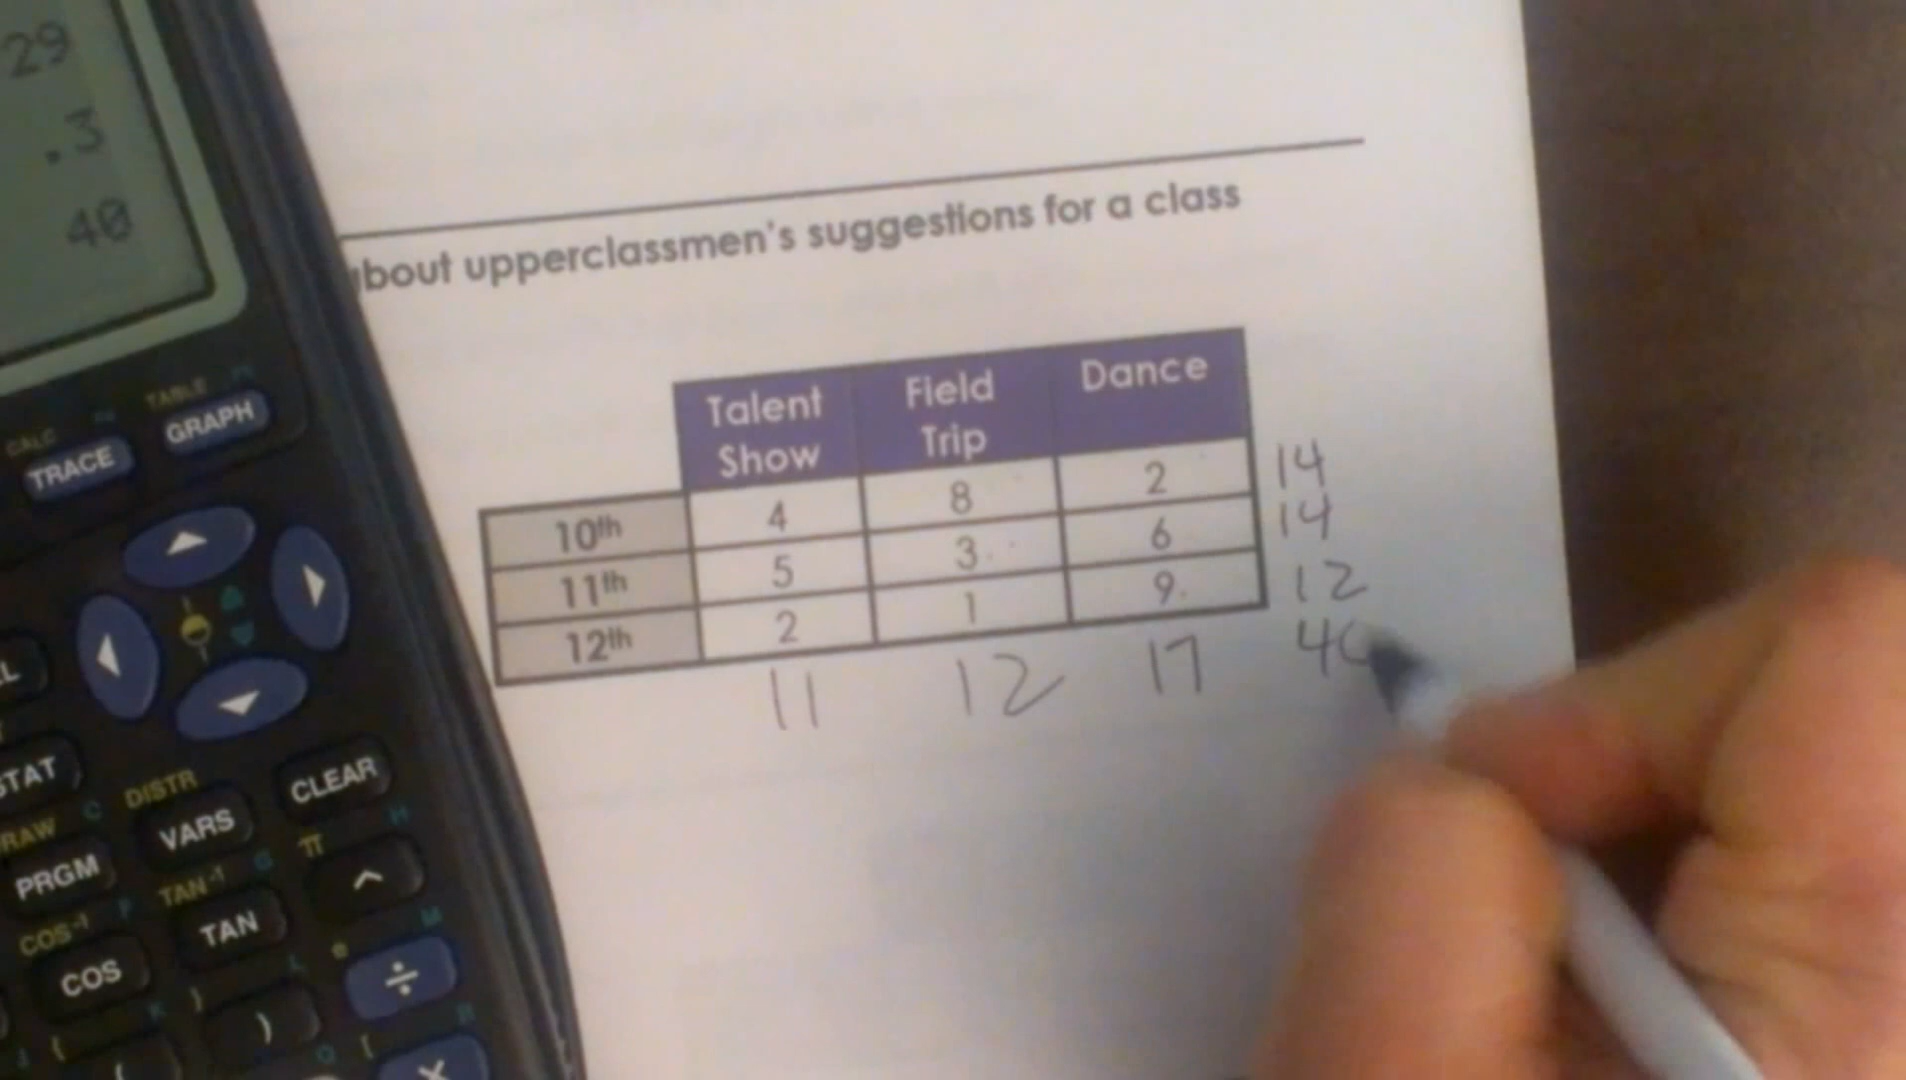 29
.3
40
bout upperclassmen's suggestions for a class
Talent Show Field Trip Dance
10th 4 8 2 14
11th 5 3 6 14
12th 2 1 9 12
11 12 17 40
CALC TABLE
TRACE GRAPH
STAT DISTR CLEAR
PRGM VARS π H
COS⁻¹ TAN⁻¹ G ^
COS TAN M
÷
K ) L
( { ) O [ R
×